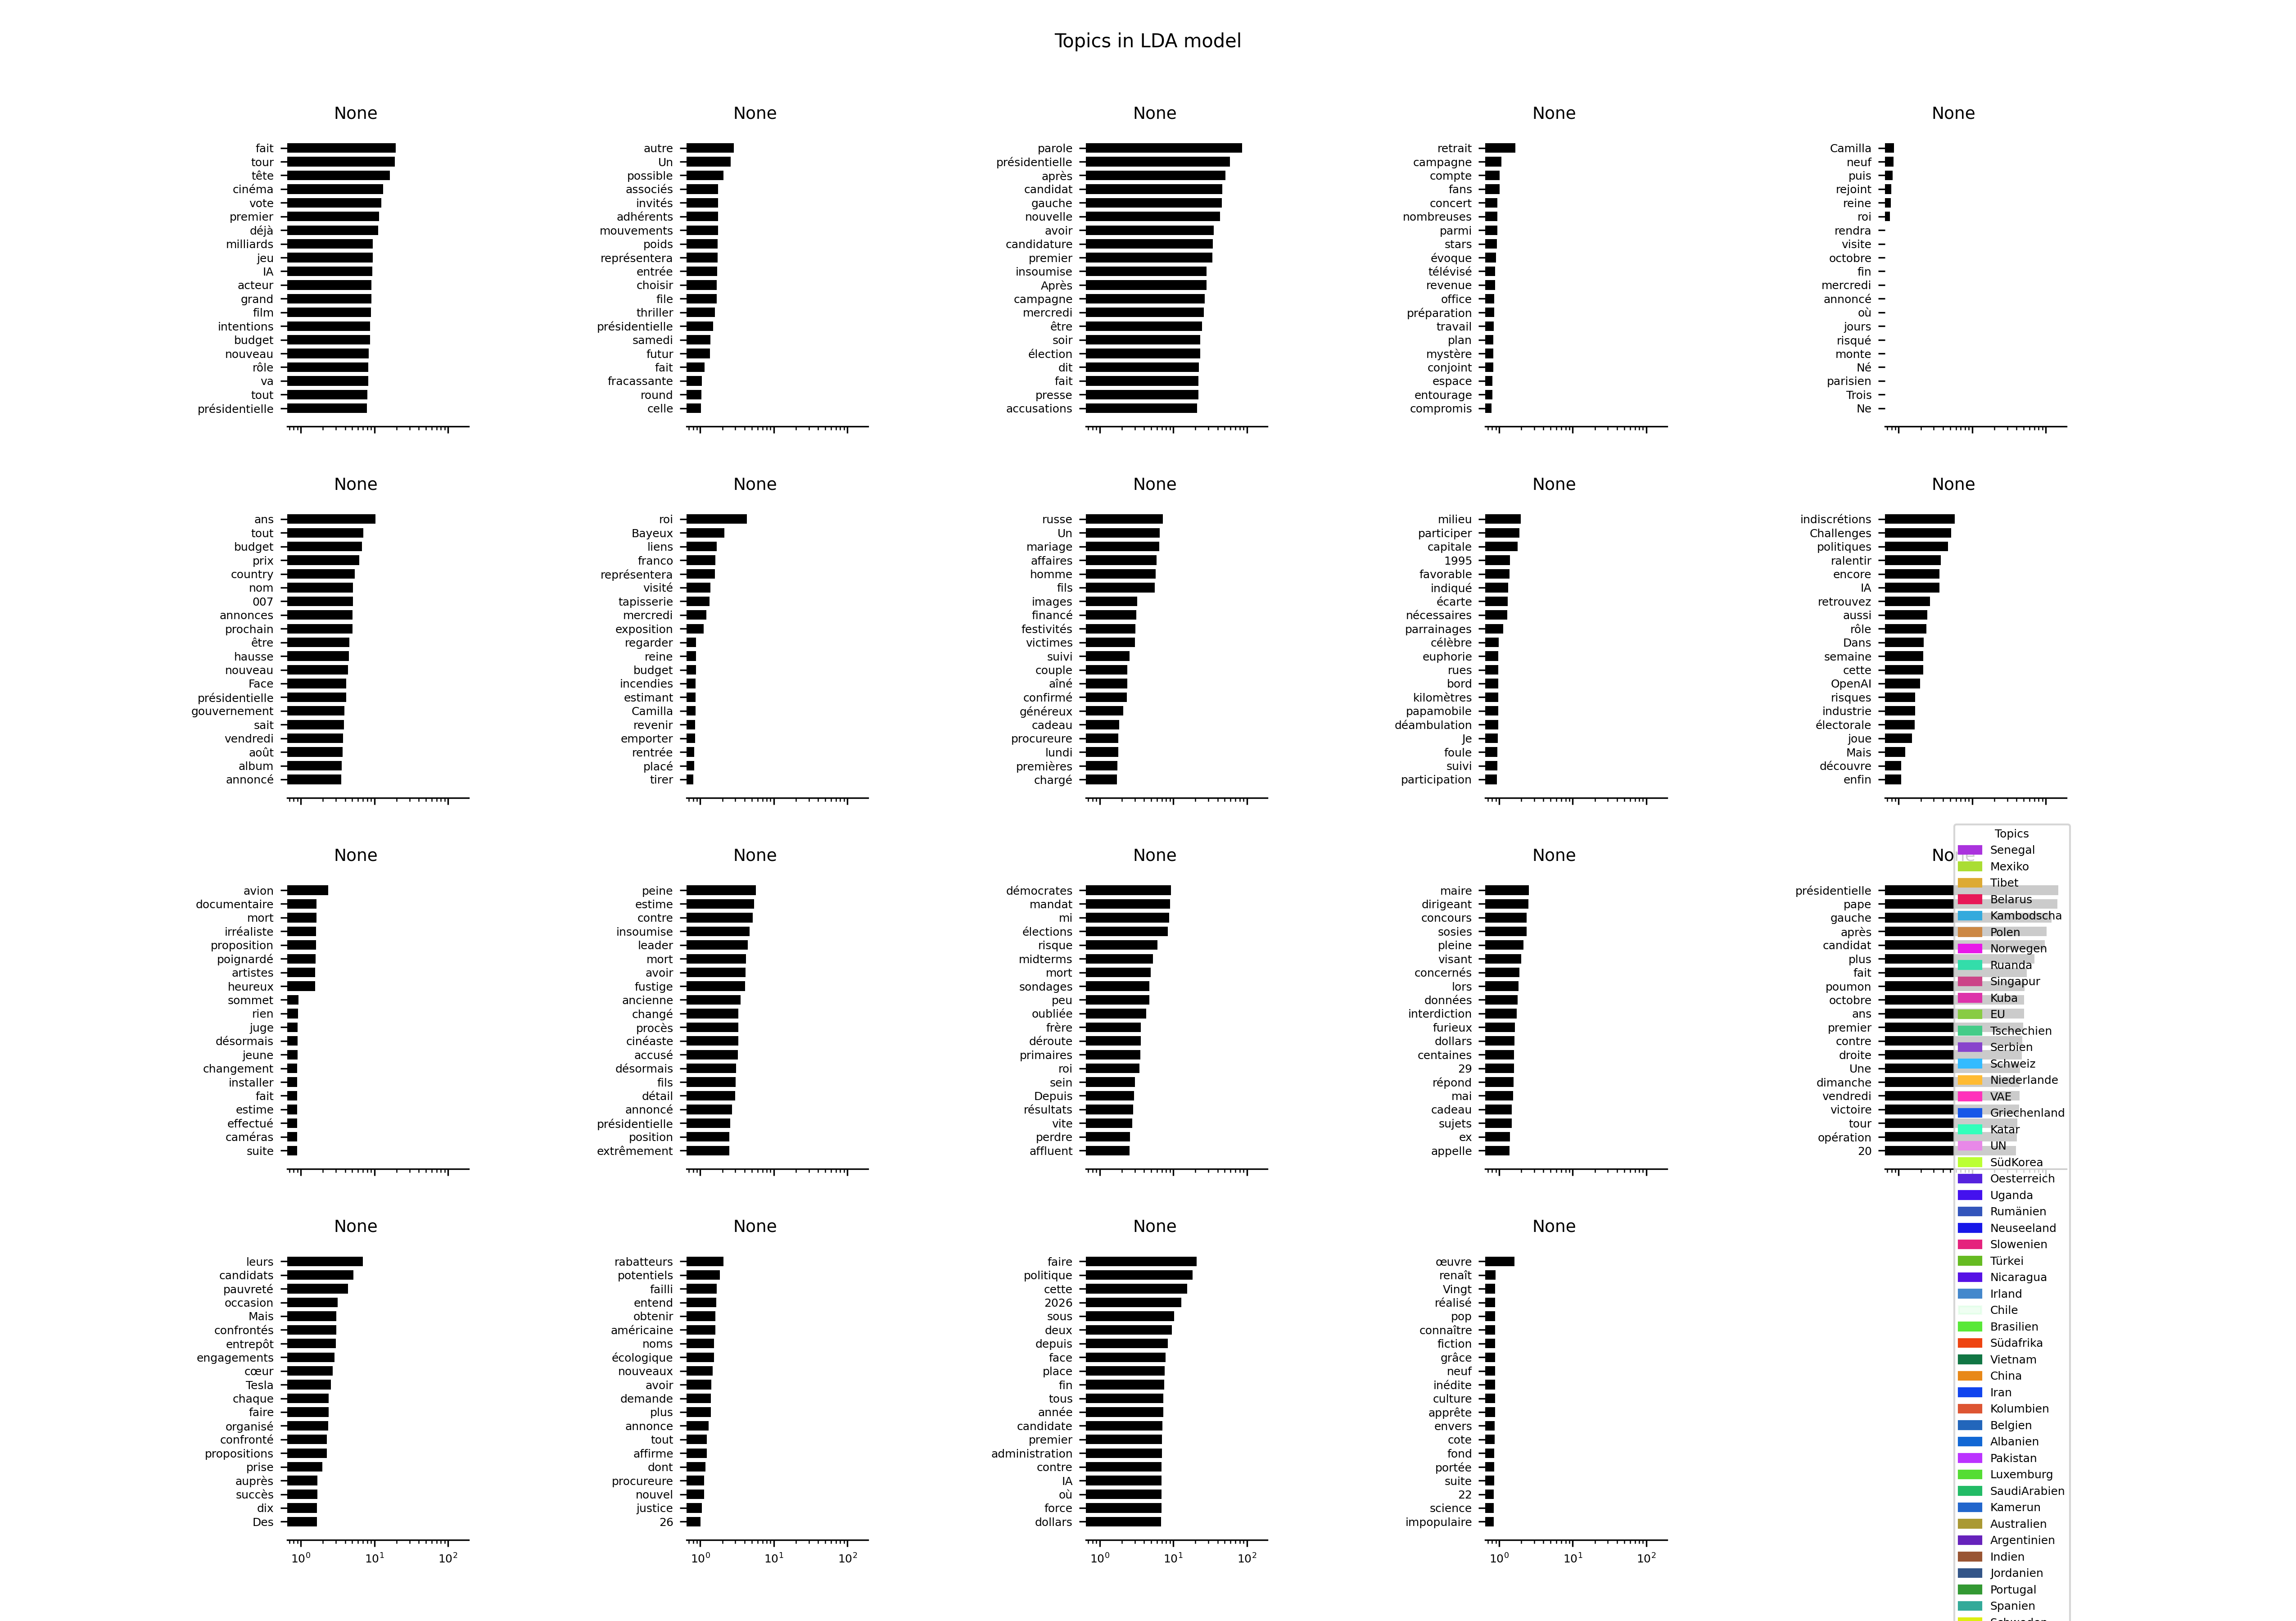 Topics in LDA model
None
fait
tour
tête
cinéma
vote
premier
déjà
milliards
jeu
IA
acteur
grand
film
intentions
budget
nouveau
rôle
va
tout
présidentielle
None
autre
Un
possible
associés
invités
adhérents
mouvements
poids
représentera
entrée
choisir
file
thriller
présidentielle
samedi
futur
fait
fracassante
round
celle
None
parole
présidentielle
après
candidat
gauche
nouvelle
avoir
candidature
premier
insoumise
Après
campagne
mercredi
être
soir
élection
dit
fait
presse
accusations
None
retrait
campagne
compte
fans
concert
nombreuses
parmi
stars
évoque
télévisé
revenue
office
préparation
travail
plan
mystère
conjoint
espace
entourage
compromis
None
Camilla
neuf
puis
rejoint
reine
roi
rendra
visite
octobre
fin
mercredi
annoncé
où
jours
risqué
monte
Né
parisien
Trois
Ne
None
ans
tout
budget
prix
country
nom
007
annonces
prochain
être
hausse
nouveau
Face
présidentielle
gouvernement
sait
vendredi
août
album
annoncé
None
roi
Bayeux
liens
franco
représentera
visité
tapisserie
mercredi
exposition
regarder
reine
budget
incendies
estimant
Camilla
revenir
emporter
rentrée
placé
tirer
None
russe
Un
mariage
affaires
homme
fils
images
financé
festivités
victimes
suivi
couple
aîné
confirmé
généreux
cadeau
procureure
lundi
premières
chargé
None
milieu
participer
capitale
1995
favorable
indiqué
écarte
nécessaires
parrainages
célèbre
euphorie
rues
bord
kilomètres
papamobile
déambulation
Je
foule
suivi
participation
None
indiscrétions
Challenges
politiques
ralentir
encore
IA
retrouvez
aussi
rôle
Dans
semaine
cette
OpenAI
risques
industrie
électorale
joue
Mais
découvre
enfin
None
avion
documentaire
mort
irréaliste
proposition
poignardé
artistes
heureux
sommet
rien
juge
désormais
jeune
changement
installer
fait
estime
effectué
caméras
suite
None
peine
estime
contre
insoumise
leader
mort
avoir
fustige
ancienne
changé
procès
cinéaste
accusé
désormais
fils
détail
annoncé
présidentielle
position
extrêmement
None
démocrates
mandat
mi
élections
risque
midterms
mort
sondages
peu
oubliée
frère
déroute
primaires
roi
sein
Depuis
résultats
vite
perdre
affluent
None
maire
dirigeant
concours
sosies
pleine
visant
concernés
lors
données
interdiction
furieux
dollars
centaines
29
répond
mai
cadeau
sujets
ex
appelle
None
présidentielle
pape
gauche
après
candidat
plus
fait
poumon
octobre
ans
premier
contre
droite
Une
dimanche
vendredi
victoire
tour
opération
20
None
leurs
candidats
pauvreté
occasion
Mais
confrontés
entrepôt
engagements
cœur
Tesla
chaque
faire
organisé
confronté
propositions
prise
auprès
succès
dix
Des
10⁰ 10¹ 10²
None
rabatteurs
potentiels
failli
entend
obtenir
américaine
noms
écologique
nouveaux
avoir
demande
plus
annonce
tout
affirme
dont
procureure
nouvel
justice
26
10⁰ 10¹ 10²
None
faire
politique
cette
2026
sous
deux
depuis
face
place
fin
tous
année
candidate
premier
administration
contre
IA
où
force
dollars
10⁰ 10¹ 10²
None
œuvre
renaît
Vingt
réalisé
pop
connaître
fiction
grâce
neuf
inédite
culture
apprête
envers
cote
fond
portée
suite
22
science
impopulaire
10⁰ 10¹ 10²
Topics
Senegal
Mexiko
Tibet
Belarus
Kambodscha
Polen
Norwegen
Ruanda
Singapur
Kuba
EU
Tschechien
Serbien
Schweiz
Niederlande
VAE
Griechenland
Katar
UN
SüdKorea
Oesterreich
Uganda
Rumänien
Neuseeland
Slowenien
Türkei
Nicaragua
Irland
Chile
Brasilien
Südafrika
Vietnam
China
Iran
Kolumbien
Belgien
Albanien
Pakistan
Luxemburg
SaudiArabien
Kamerun
Australien
Argentinien
Indien
Jordanien
Portugal
Spanien
Schweden